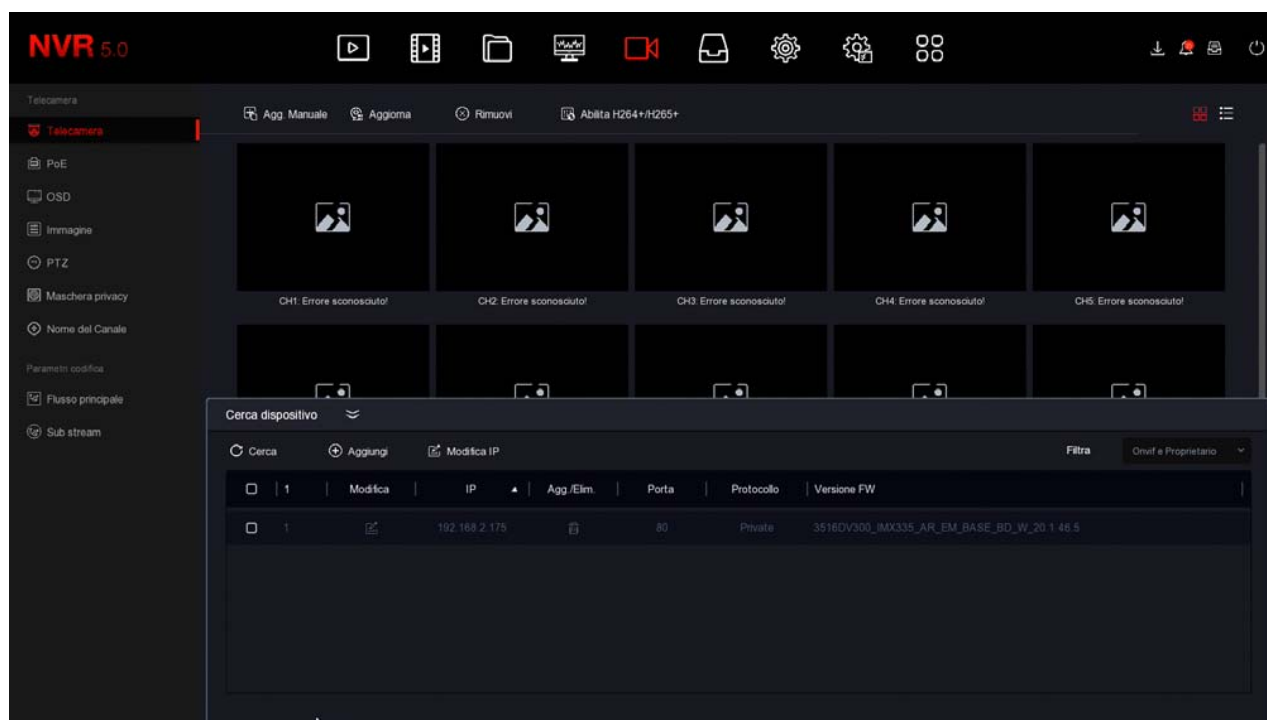 NVR 5.0
Telecamera
Telecamera
PoE
OSD
Immagine
PTZ
Maschera privacy
Nome del Canale
Parametri codifica
Flusso principale
Sub stream
Agg. Manuale Aggiorna Rimuovi Abilita H264+/H265+
CH1: Errore sconosciuto! CH2: Errore sconosciuto! CH3: Errore sconosciuto! CH4: Errore sconosciuto! CH5: Errore sconosciuto!
Cerca dispositivo
Cerca Aggiungi Modifica IP Filtra Onvif e Proprietario
1 Modifica IP Agg./Elim. Porta Protocollo Versione FW
1 192.168.2.175 80 Private 3516DV300_IMX335_AR_EM_BASE_BD_W_20.1.46.5